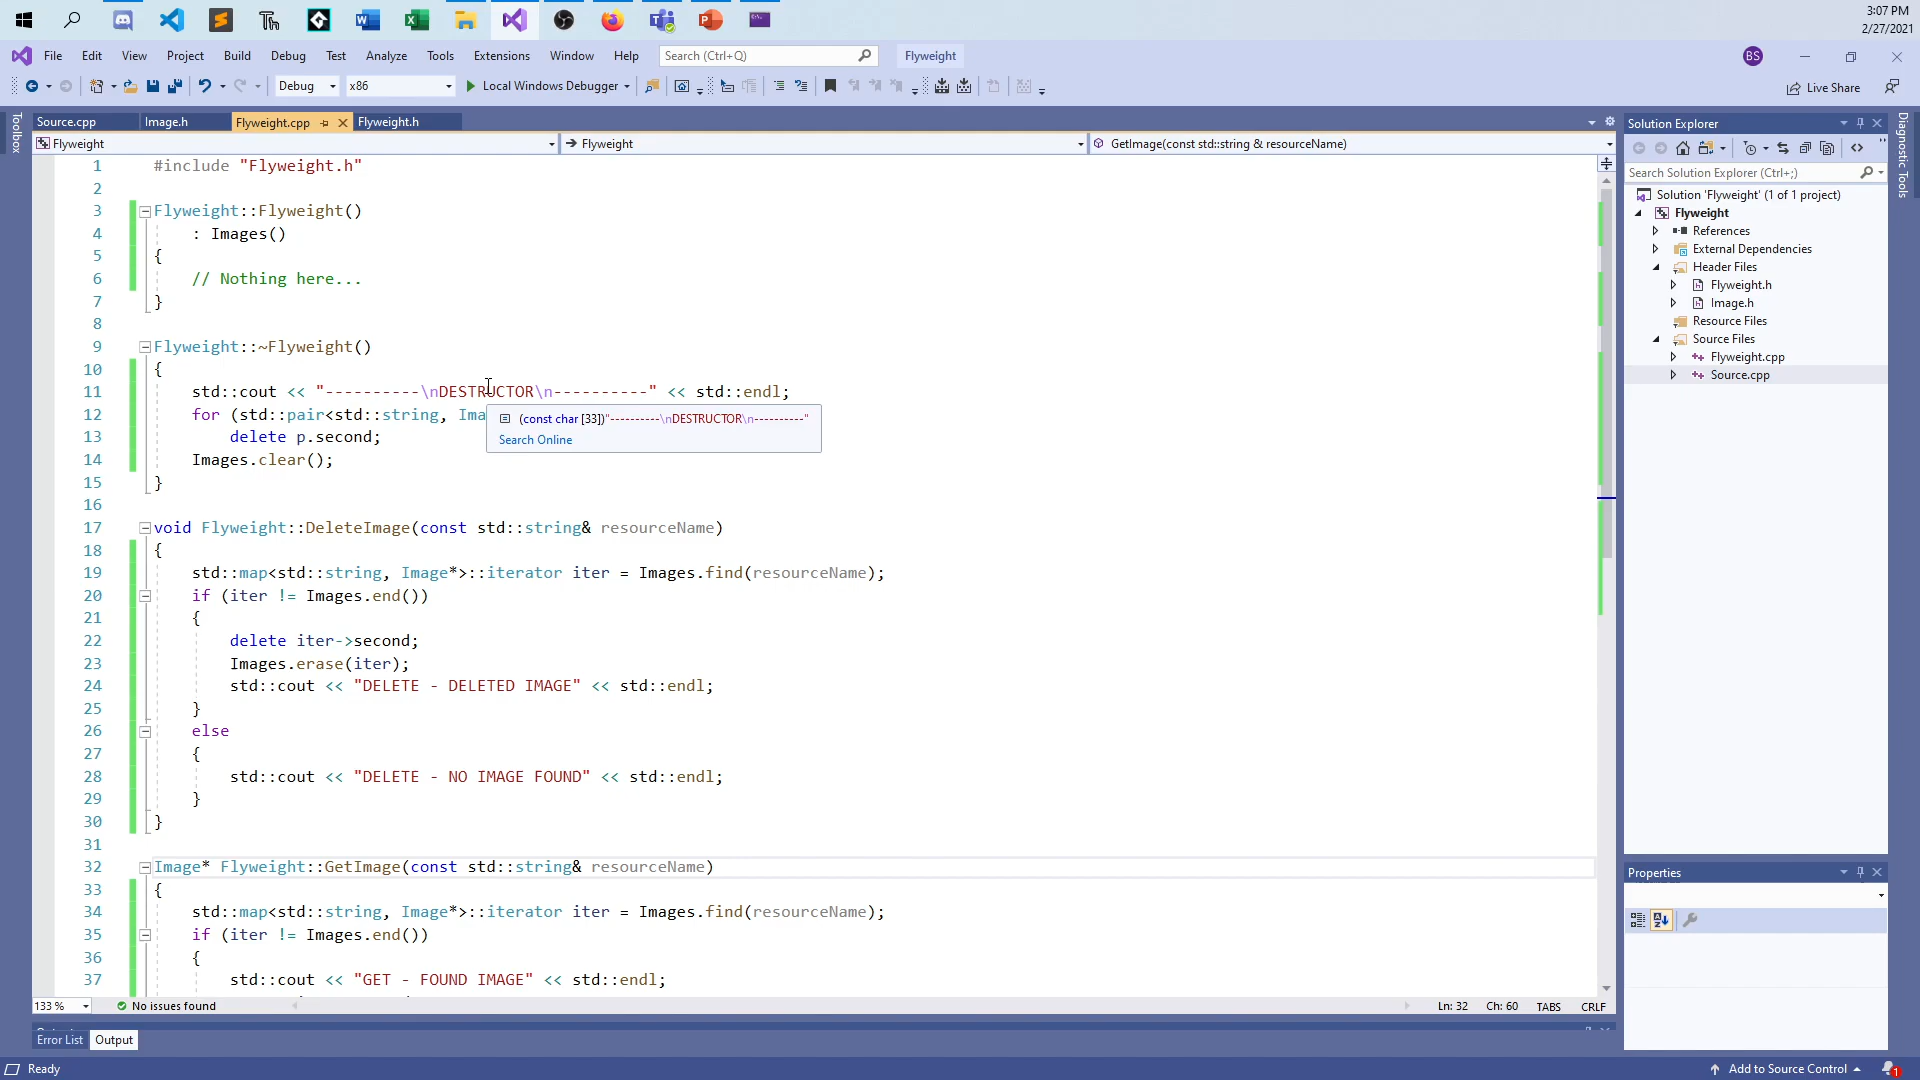 3:07 PM
2/27/2021
File Edit View Project Build Debug Test Analyze Tools Extensions Window Help Search (Ctrl+Q) Flyweight BS
Debug x86 Local Windows Debugger Live Share
Toolbox
Source.cpp Image.h Flyweight.cpp Flyweight.h
Flyweight Flyweight GetImage(const std::string & resourceName)
1 #include "Flyweight.h"
2
3 Flyweight::Flyweight()
4 : Images()
5 {
6 // Nothing here...
7 }
8
9 Flyweight::~Flyweight()
10 {
11 std::cout << "----------\nDESTRUCTOR\n----------" << std::endl;
12 for (std::pair<std::string, Ima
(const char [33])"----------\nDESTRUCTOR\n----------"
13 delete p.second;
Search Online
14 Images.clear();
15 }
16
17 void Flyweight::DeleteImage(const std::string& resourceName)
18 {
19 std::map<std::string, Image*>::iterator iter = Images.find(resourceName);
20 if (iter != Images.end())
21 {
22 delete iter->second;
23 Images.erase(iter);
24 std::cout << "DELETE - DELETED IMAGE" << std::endl;
25 }
26 else
27 {
28 std::cout << "DELETE - NO IMAGE FOUND" << std::endl;
29 }
30 }
31
32 Image* Flyweight::GetImage(const std::string& resourceName)
33 {
34 std::map<std::string, Image*>::iterator iter = Images.find(resourceName);
35 if (iter != Images.end())
36 {
37 std::cout << "GET - FOUND IMAGE" << std::endl;
133 % No issues found Ln: 32 Ch: 60 TABS CRLF
Error List Output
Ready Add to Source Control 1
Solution Explorer
Search Solution Explorer (Ctrl+;)
Solution 'Flyweight' (1 of 1 project)
Flyweight
References
External Dependencies
Header Files
Flyweight.h
Image.h
Resource Files
Source Files
Flyweight.cpp
Source.cpp
Properties
Diagnostic Tools